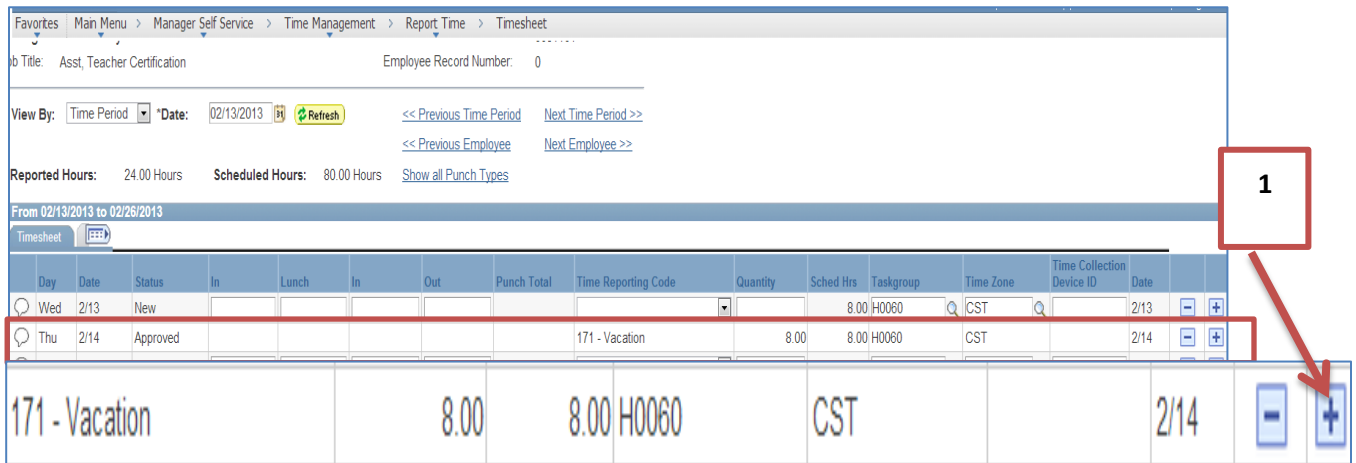 Favorites Main Menu > Manager Self Service > Time Management > Report Time > Timesheet
Title: Asst, Teacher Certification Employee Record Number: 0
View By: Time Period *Date: 02/13/2013 31 Refresh << Previous Time Period Next Time Period >>
<< Previous Employee Next Employee >>
Reported Hours: 24.00 Hours Scheduled Hours: 80.00 Hours Show all Punch Types
1
From 02/13/2013 to 02/26/2013
Timesheet
Day Date Status In Lunch In Out Punch Total Time Reporting Code Quantity Sched Hrs Taskgroup Time Zone Time Collection Device ID Date
Wed 2/13 New 8.00 H0060 CST 2/13 - +
Thu 2/14 Approved 171 - Vacation 8.00 8.00 H0060 CST 2/14 - +
171 - Vacation 8.00 8.00 H0060 CST 2/14 - +